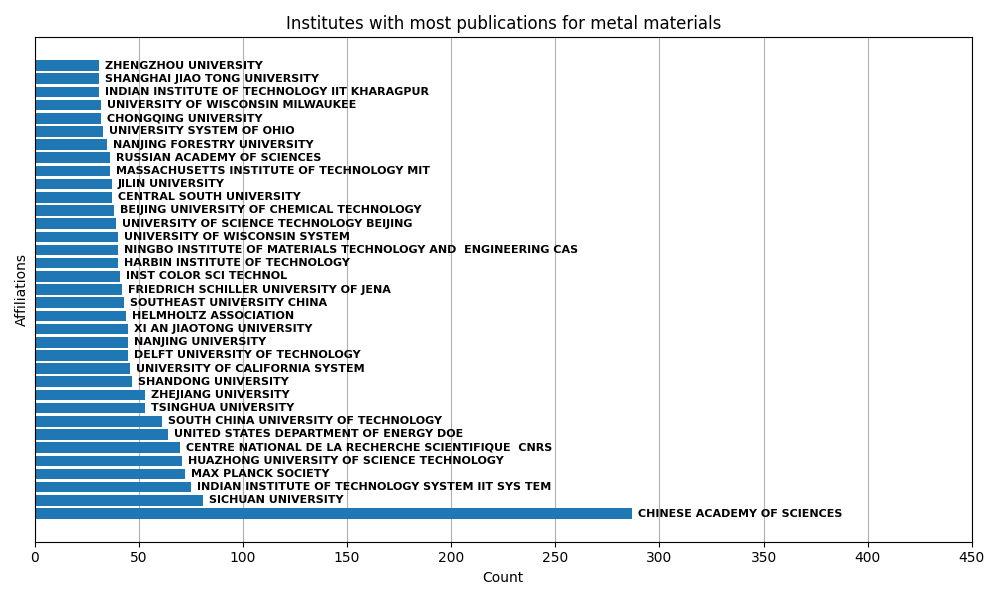 Institutes with most publications for metal materials
ZHENGZHOU UNIVERSITY
SHANGHAI JIAO TONG UNIVERSITY
INDIAN INSTITUTE OF TECHNOLOGY IIT KHARAGPUR
UNIVERSITY OF WISCONSIN MILWAUKEE
CHONGQING UNIVERSITY
UNIVERSITY SYSTEM OF OHIO
NANJING FORESTRY UNIVERSITY
RUSSIAN ACADEMY OF SCIENCES
MASSACHUSETTS INSTITUTE OF TECHNOLOGY MIT
JILIN UNIVERSITY
CENTRAL SOUTH UNIVERSITY
BEIJING UNIVERSITY OF CHEMICAL TECHNOLOGY
UNIVERSITY OF SCIENCE TECHNOLOGY BEIJING
UNIVERSITY OF WISCONSIN SYSTEM
NINGBO INSTITUTE OF MATERIALS TECHNOLOGY AND  ENGINEERING CAS
HARBIN INSTITUTE OF TECHNOLOGY
INST COLOR SCI TECHNOL
FRIEDRICH SCHILLER UNIVERSITY OF JENA
SOUTHEAST UNIVERSITY CHINA
HELMHOLTZ ASSOCIATION
XI AN JIAOTONG UNIVERSITY
NANJING UNIVERSITY
DELFT UNIVERSITY OF TECHNOLOGY
UNIVERSITY OF CALIFORNIA SYSTEM
SHANDONG UNIVERSITY
ZHEJIANG UNIVERSITY
TSINGHUA UNIVERSITY
SOUTH CHINA UNIVERSITY OF TECHNOLOGY
UNITED STATES DEPARTMENT OF ENERGY DOE
CENTRE NATIONAL DE LA RECHERCHE SCIENTIFIQUE  CNRS
HUAZHONG UNIVERSITY OF SCIENCE TECHNOLOGY
MAX PLANCK SOCIETY
INDIAN INSTITUTE OF TECHNOLOGY SYSTEM IIT SYS TEM
SICHUAN UNIVERSITY
CHINESE ACADEMY OF SCIENCES
Affiliations
0 50 100 150 200 250 300 350 400 450
Count